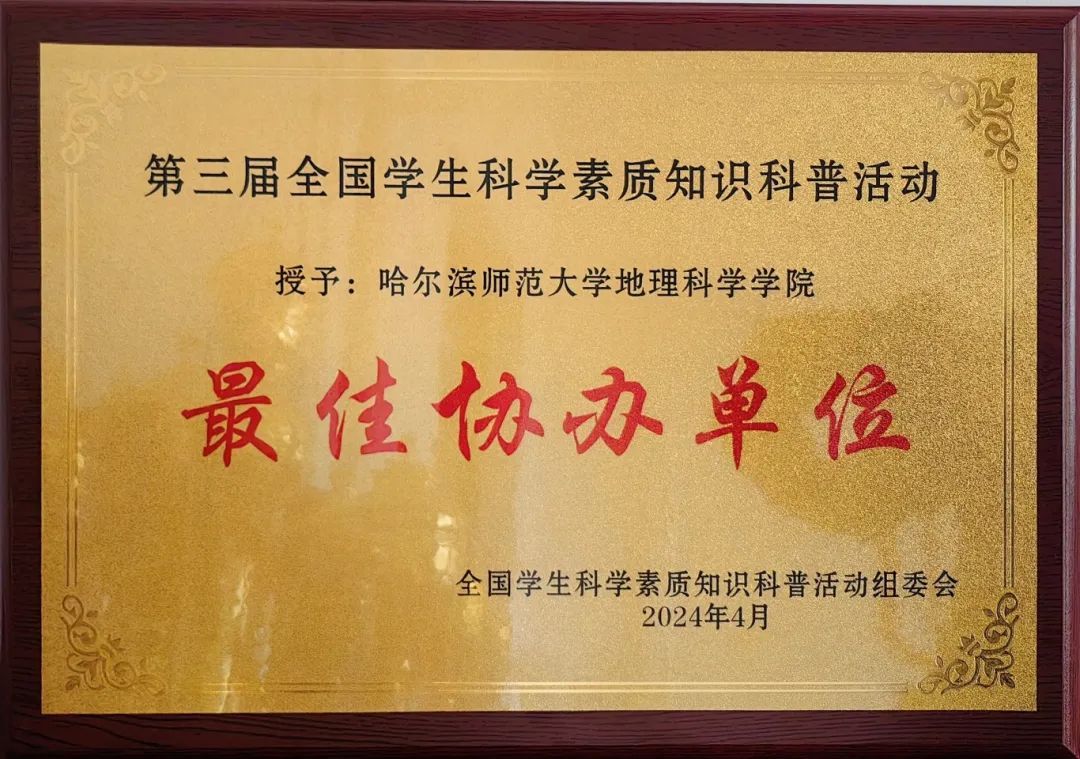 第三届全国学生科学素质知识科普活动
授予：哈尔滨师范大学地理科学学院
最佳协办单位
全国学生科学素质知识科普活动组委会
2024年4月